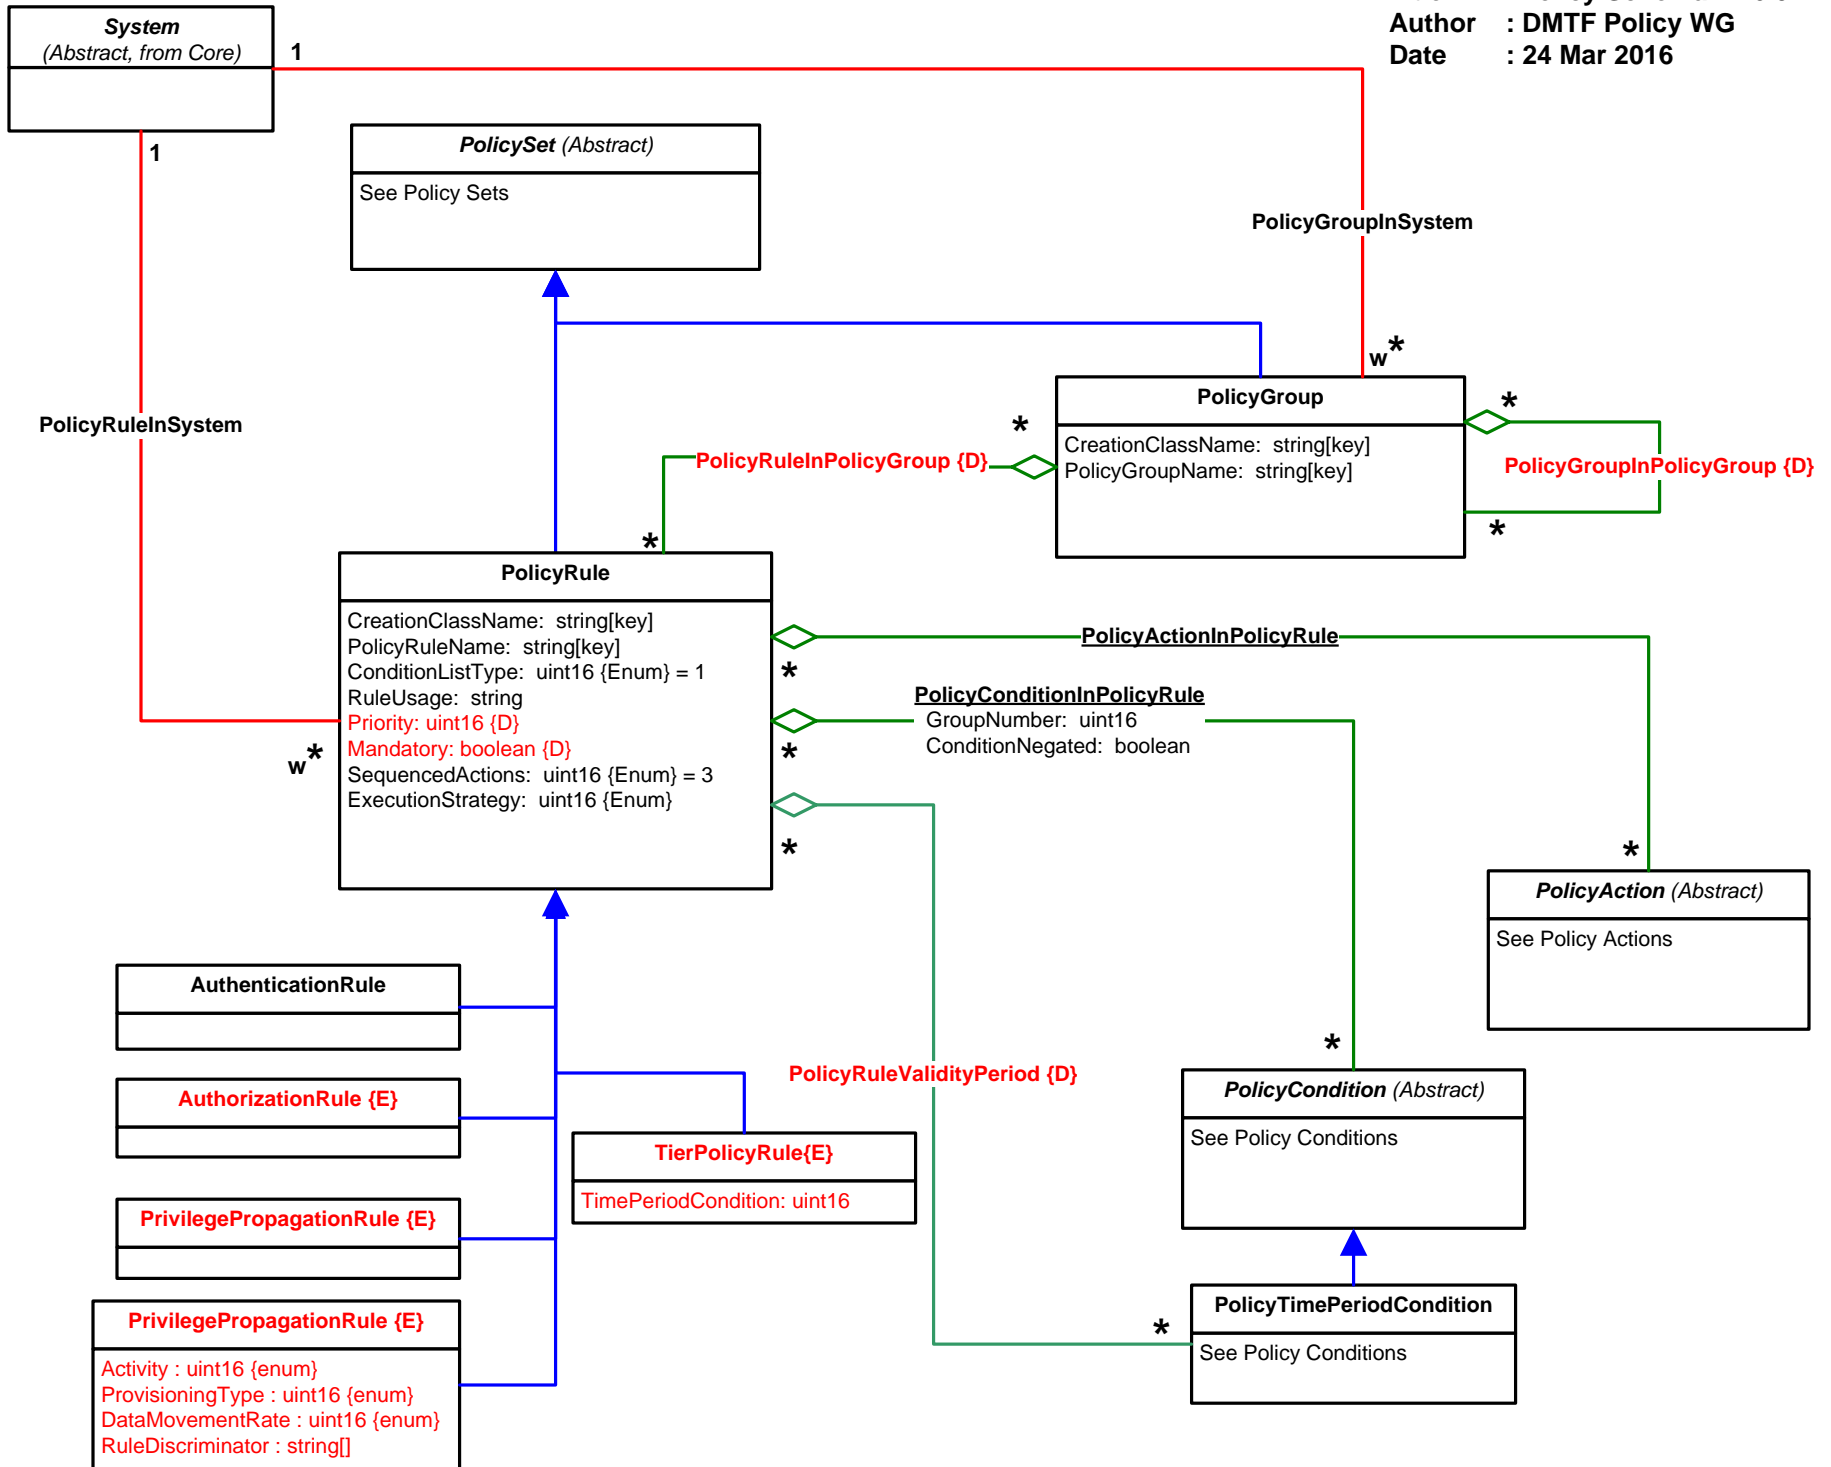 Author : DMTF Policy WG
Date : 24 Mar 2016
System
(Abstract, from Core)
1
1
PolicySet (Abstract)
See Policy Sets
PolicyGroupInSystem
w*
PolicyRuleInSystem
PolicyGroup
CreationClassName: string[key]
PolicyGroupName: string[key]
*
*
PolicyRuleInPolicyGroup {D}
PolicyGroupInPolicyGroup {D}
*
*
PolicyRule
CreationClassName: string[key]
PolicyRuleName: string[key]
ConditionListType: uint16 {Enum} = 1
RuleUsage: string
Priority: uint16 {D}
Mandatory: boolean {D}
SequencedActions: uint16 {Enum} = 3
ExecutionStrategy: uint16 {Enum}
w*
PolicyActionInPolicyRule
*
PolicyConditionInPolicyRule
GroupNumber: uint16
ConditionNegated: boolean
*
*
*
PolicyAction (Abstract)
See Policy Actions
AuthenticationRule
AuthorizationRule {E}
PrivilegePropagationRule {E}
PrivilegePropagationRule {E}
Activity : uint16 {enum}
ProvisioningType : uint16 {enum}
DataMovementRate : uint16 {enum}
RuleDiscriminator : string[]
TierPolicyRule{E}
TimePeriodCondition: uint16
PolicyRuleValidityPeriod {D}
*
PolicyCondition (Abstract)
See Policy Conditions
*
PolicyTimePeriodCondition
See Policy Conditions